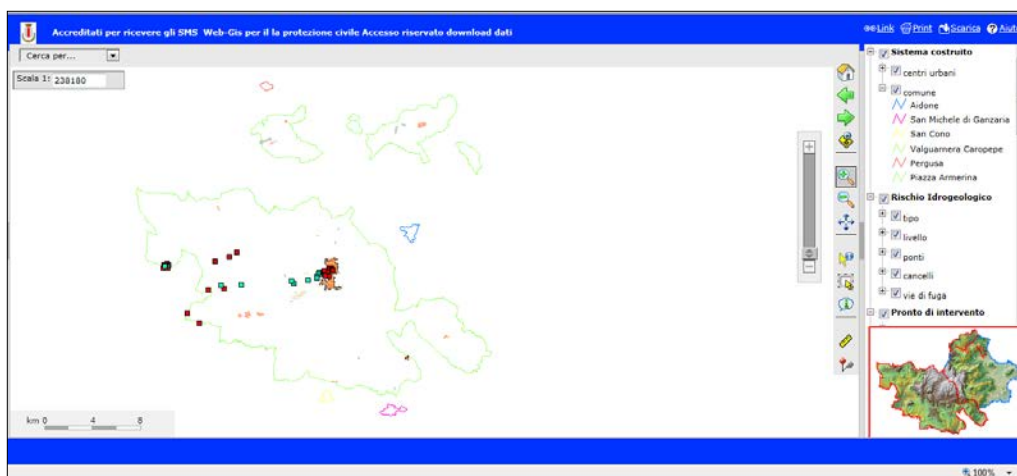 Accreditati per ricevere gli SMS Web-Gis per il la protezione civile Accesso riservato download dati
Link Print Scarica Aiuto
Cerca per...
Scala 1: 238180
Sistema costruito
centri urbani
comune
Aidone
San Michele di Ganzaria
San Cono
Valguarnera Caropepe
Pergusa
Piazza Armerina
Rischio Idrogeologico
tipo
livello
ponti
cancelli
vie di fuga
Pronto di intervento
km 0 4 8
100%